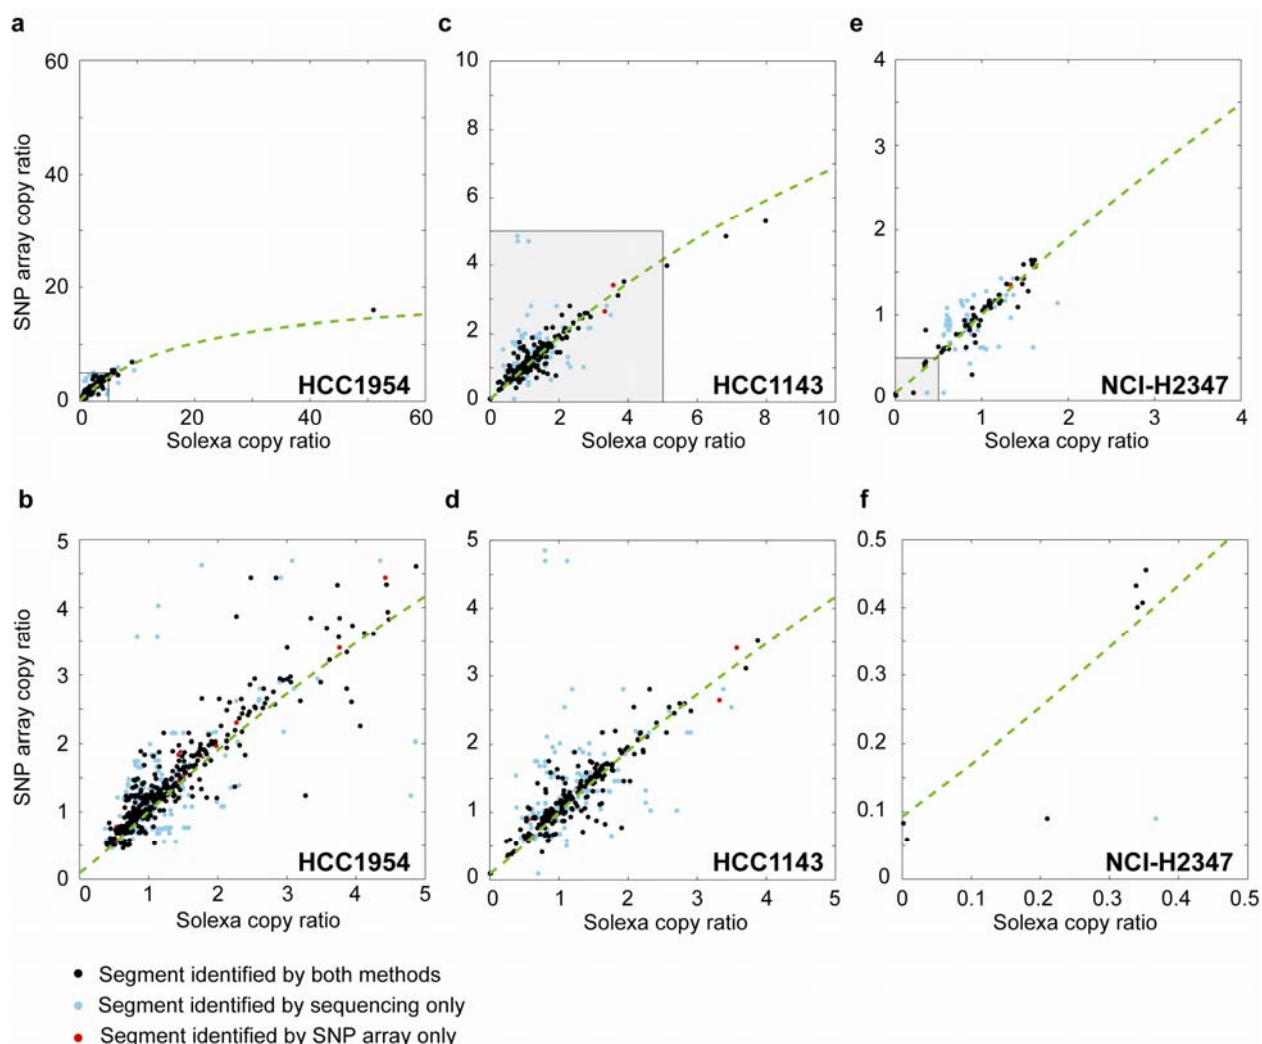 a
60
40
20
0
0
20
40
60
SNP array copy ratio
Solexa copy ratio
HCC1954
c
10
8
6
4
2
0
0
2
4
6
8
10
Solexa copy ratio
HCC1143
e
4
3
2
1
0
0
1
2
3
4
Solexa copy ratio
NCI-H2347
b
5
4
3
2
1
0
0
1
2
3
4
5
SNP array copy ratio
Solexa copy ratio
HCC1954
d
5
4
3
2
1
0
0
1
2
3
4
5
Solexa copy ratio
HCC1143
f
0.5
0.4
0.3
0.2
0.1
0
0
0.1
0.2
0.3
0.4
0.5
Solexa copy ratio
NCI-H2347
Segment identified by both methods
Segment identified by sequencing only
Segment identified by SNP array only